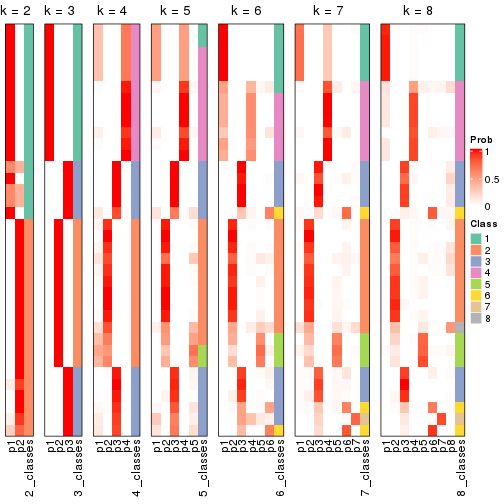 k = 2
k = 3
k = 4
k = 5
k = 6
k = 7
k = 8
p1
p2
2_classes
p1
p2
p3
3_classes
p1
p2
p3
p4
4_classes
p1
p2
p3
p4
p5
5_classes
p1
p2
p3
p4
p5
p6
6_classes
p1
p2
p3
p4
p5
p6
p7
7_classes
p1
p2
p3
p4
p5
p6
p7
p8
8_classes
Prob
1
0.5
0
Class
1
2
3
4
5
6
7
8